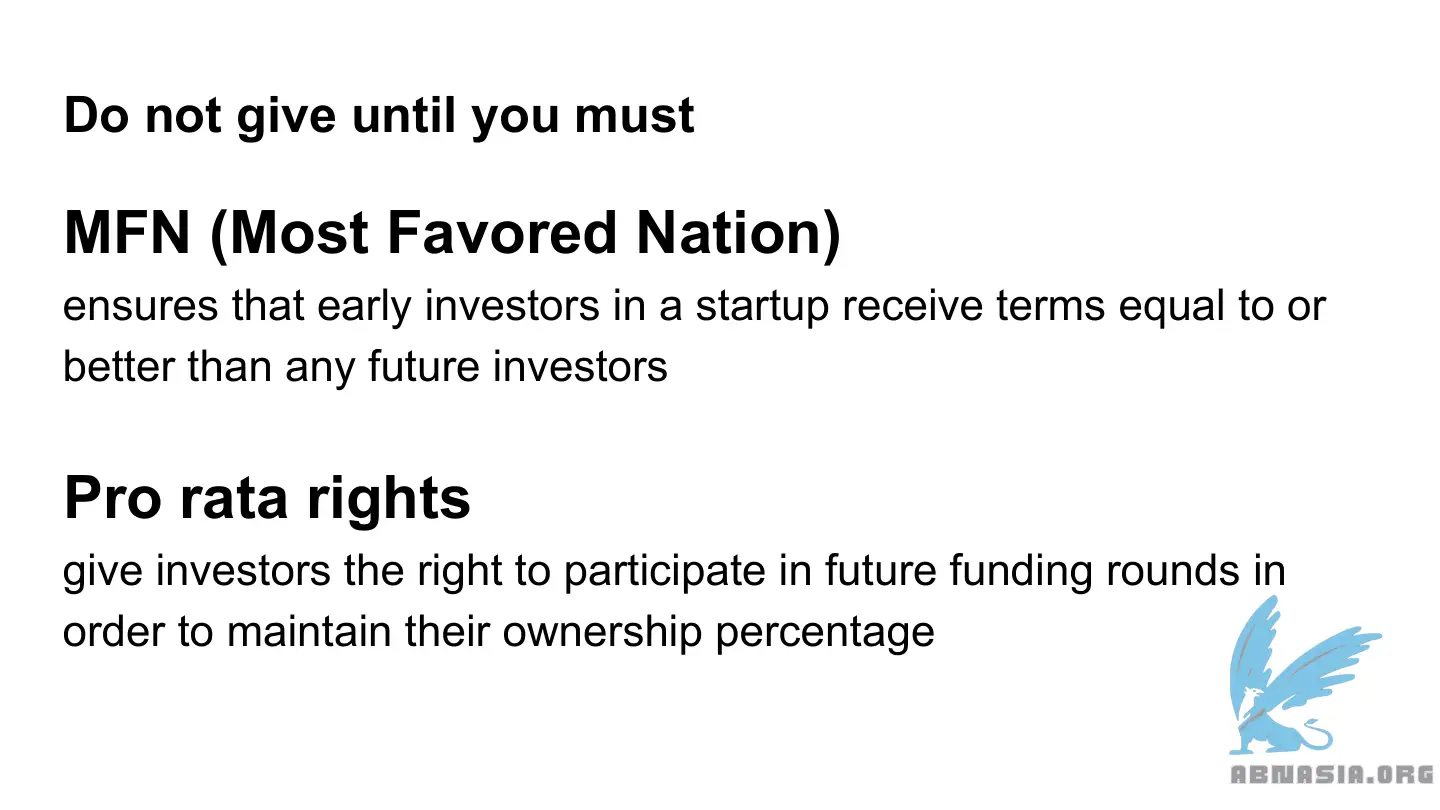 Do not give until you must
MFN (Most Favored Nation)
ensures that early investors in a startup receive terms equal to or
better than any future investors
Pro rata rights
give investors the right to participate in future funding rounds in
order to maintain their ownership percentage
ABNASIA.ORG